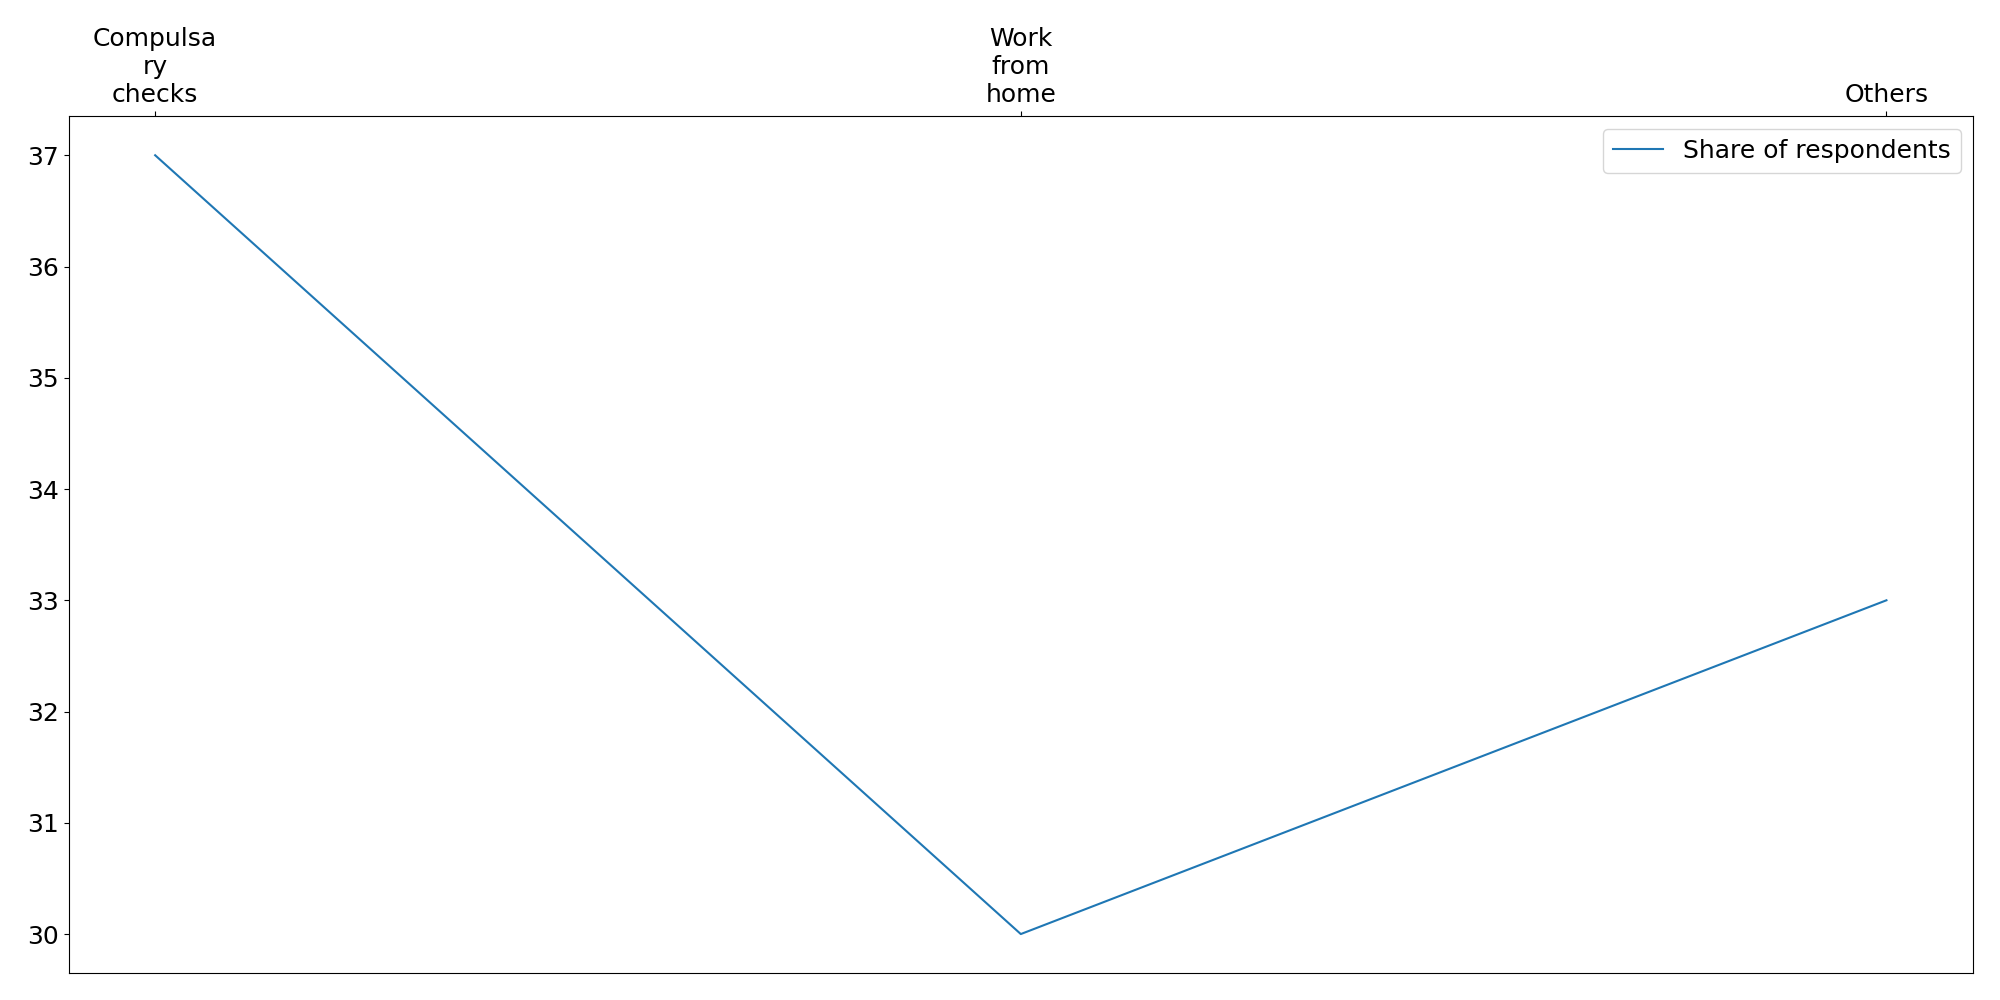 Compulsa
ry
checks
Work
from
home
Others
Share of respondents
37
36
35
34
33
32
31
30